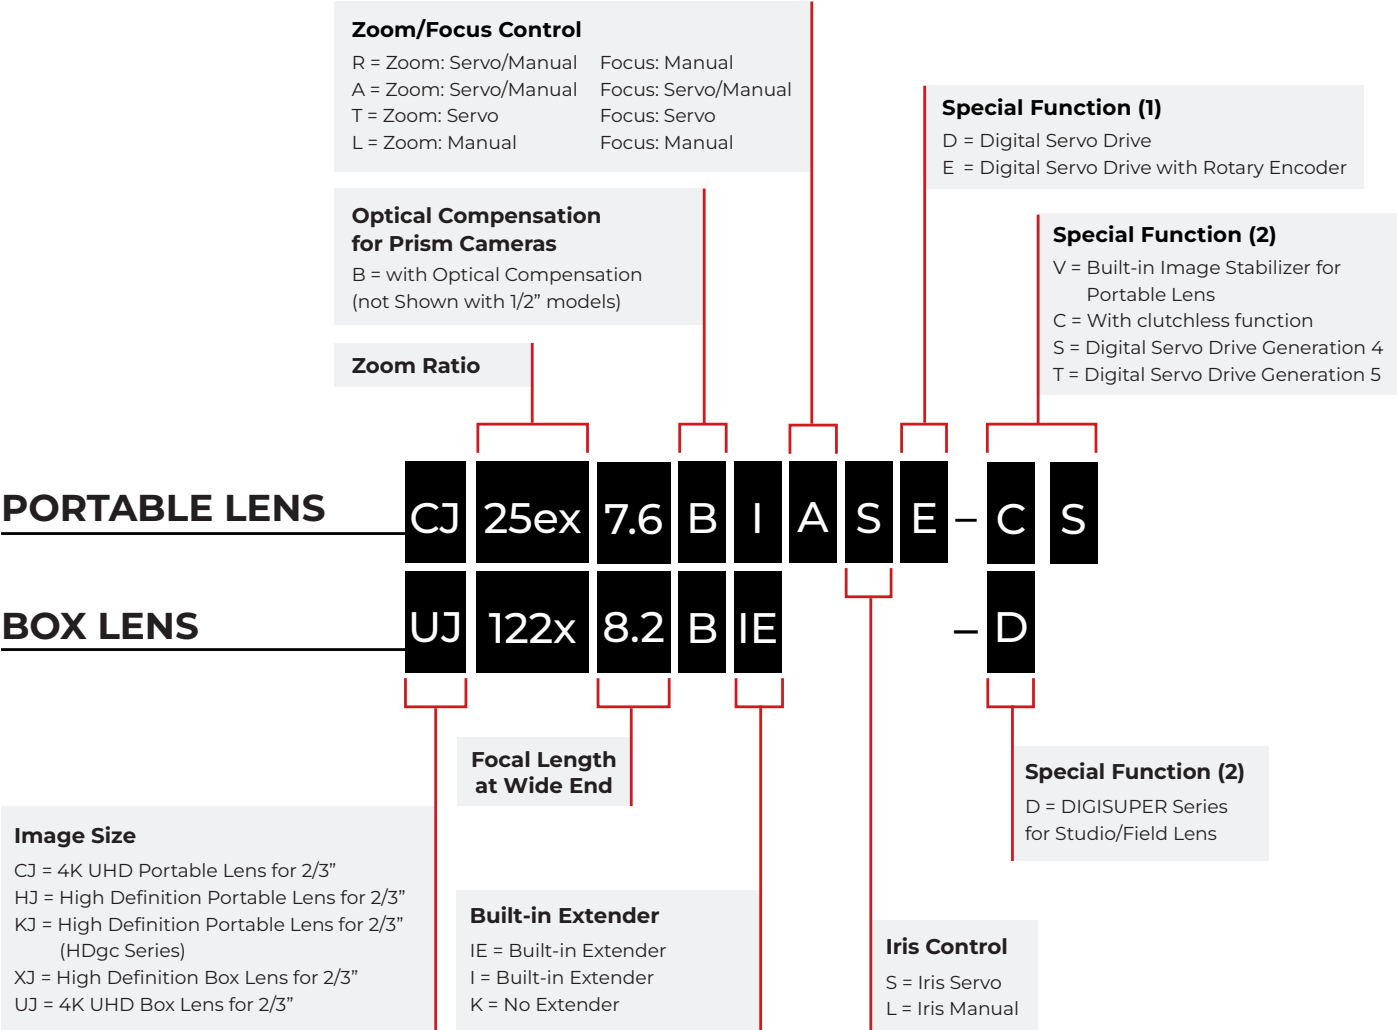 Zoom/Focus Control
R = Zoom: Servo/Manual Focus: Manual
A = Zoom: Servo/Manual Focus: Servo/Manual
T = Zoom: Servo Focus: Servo
L = Zoom: Manual Focus: Manual
Special Function (1)
D = Digital Servo Drive
E = Digital Servo Drive with Rotary Encoder
Optical Compensation
for Prism Cameras
B = with Optical Compensation
(not Shown with 1/2” models)
Special Function (2)
V = Built-in Image Stabilizer for
Portable Lens
C = With clutchless function
S = Digital Servo Drive Generation 4
T = Digital Servo Drive Generation 5
Zoom Ratio
PORTABLE LENS CJ 25ex 7.6 B I A S E – C S
BOX LENS UJ 122x 8.2 B IE – D
Focal Length
at Wide End
Special Function (2)
D = DIGISUPER Series
for Studio/Field Lens
Image Size
CJ = 4K UHD Portable Lens for 2/3”
HJ = High Definition Portable Lens for 2/3”
KJ = High Definition Portable Lens for 2/3”
(HDgc Series)
XJ = High Definition Box Lens for 2/3”
UJ = 4K UHD Box Lens for 2/3”
Built-in Extender
IE = Built-in Extender
I = Built-in Extender
K = No Extender
Iris Control
S = Iris Servo
L = Iris Manual